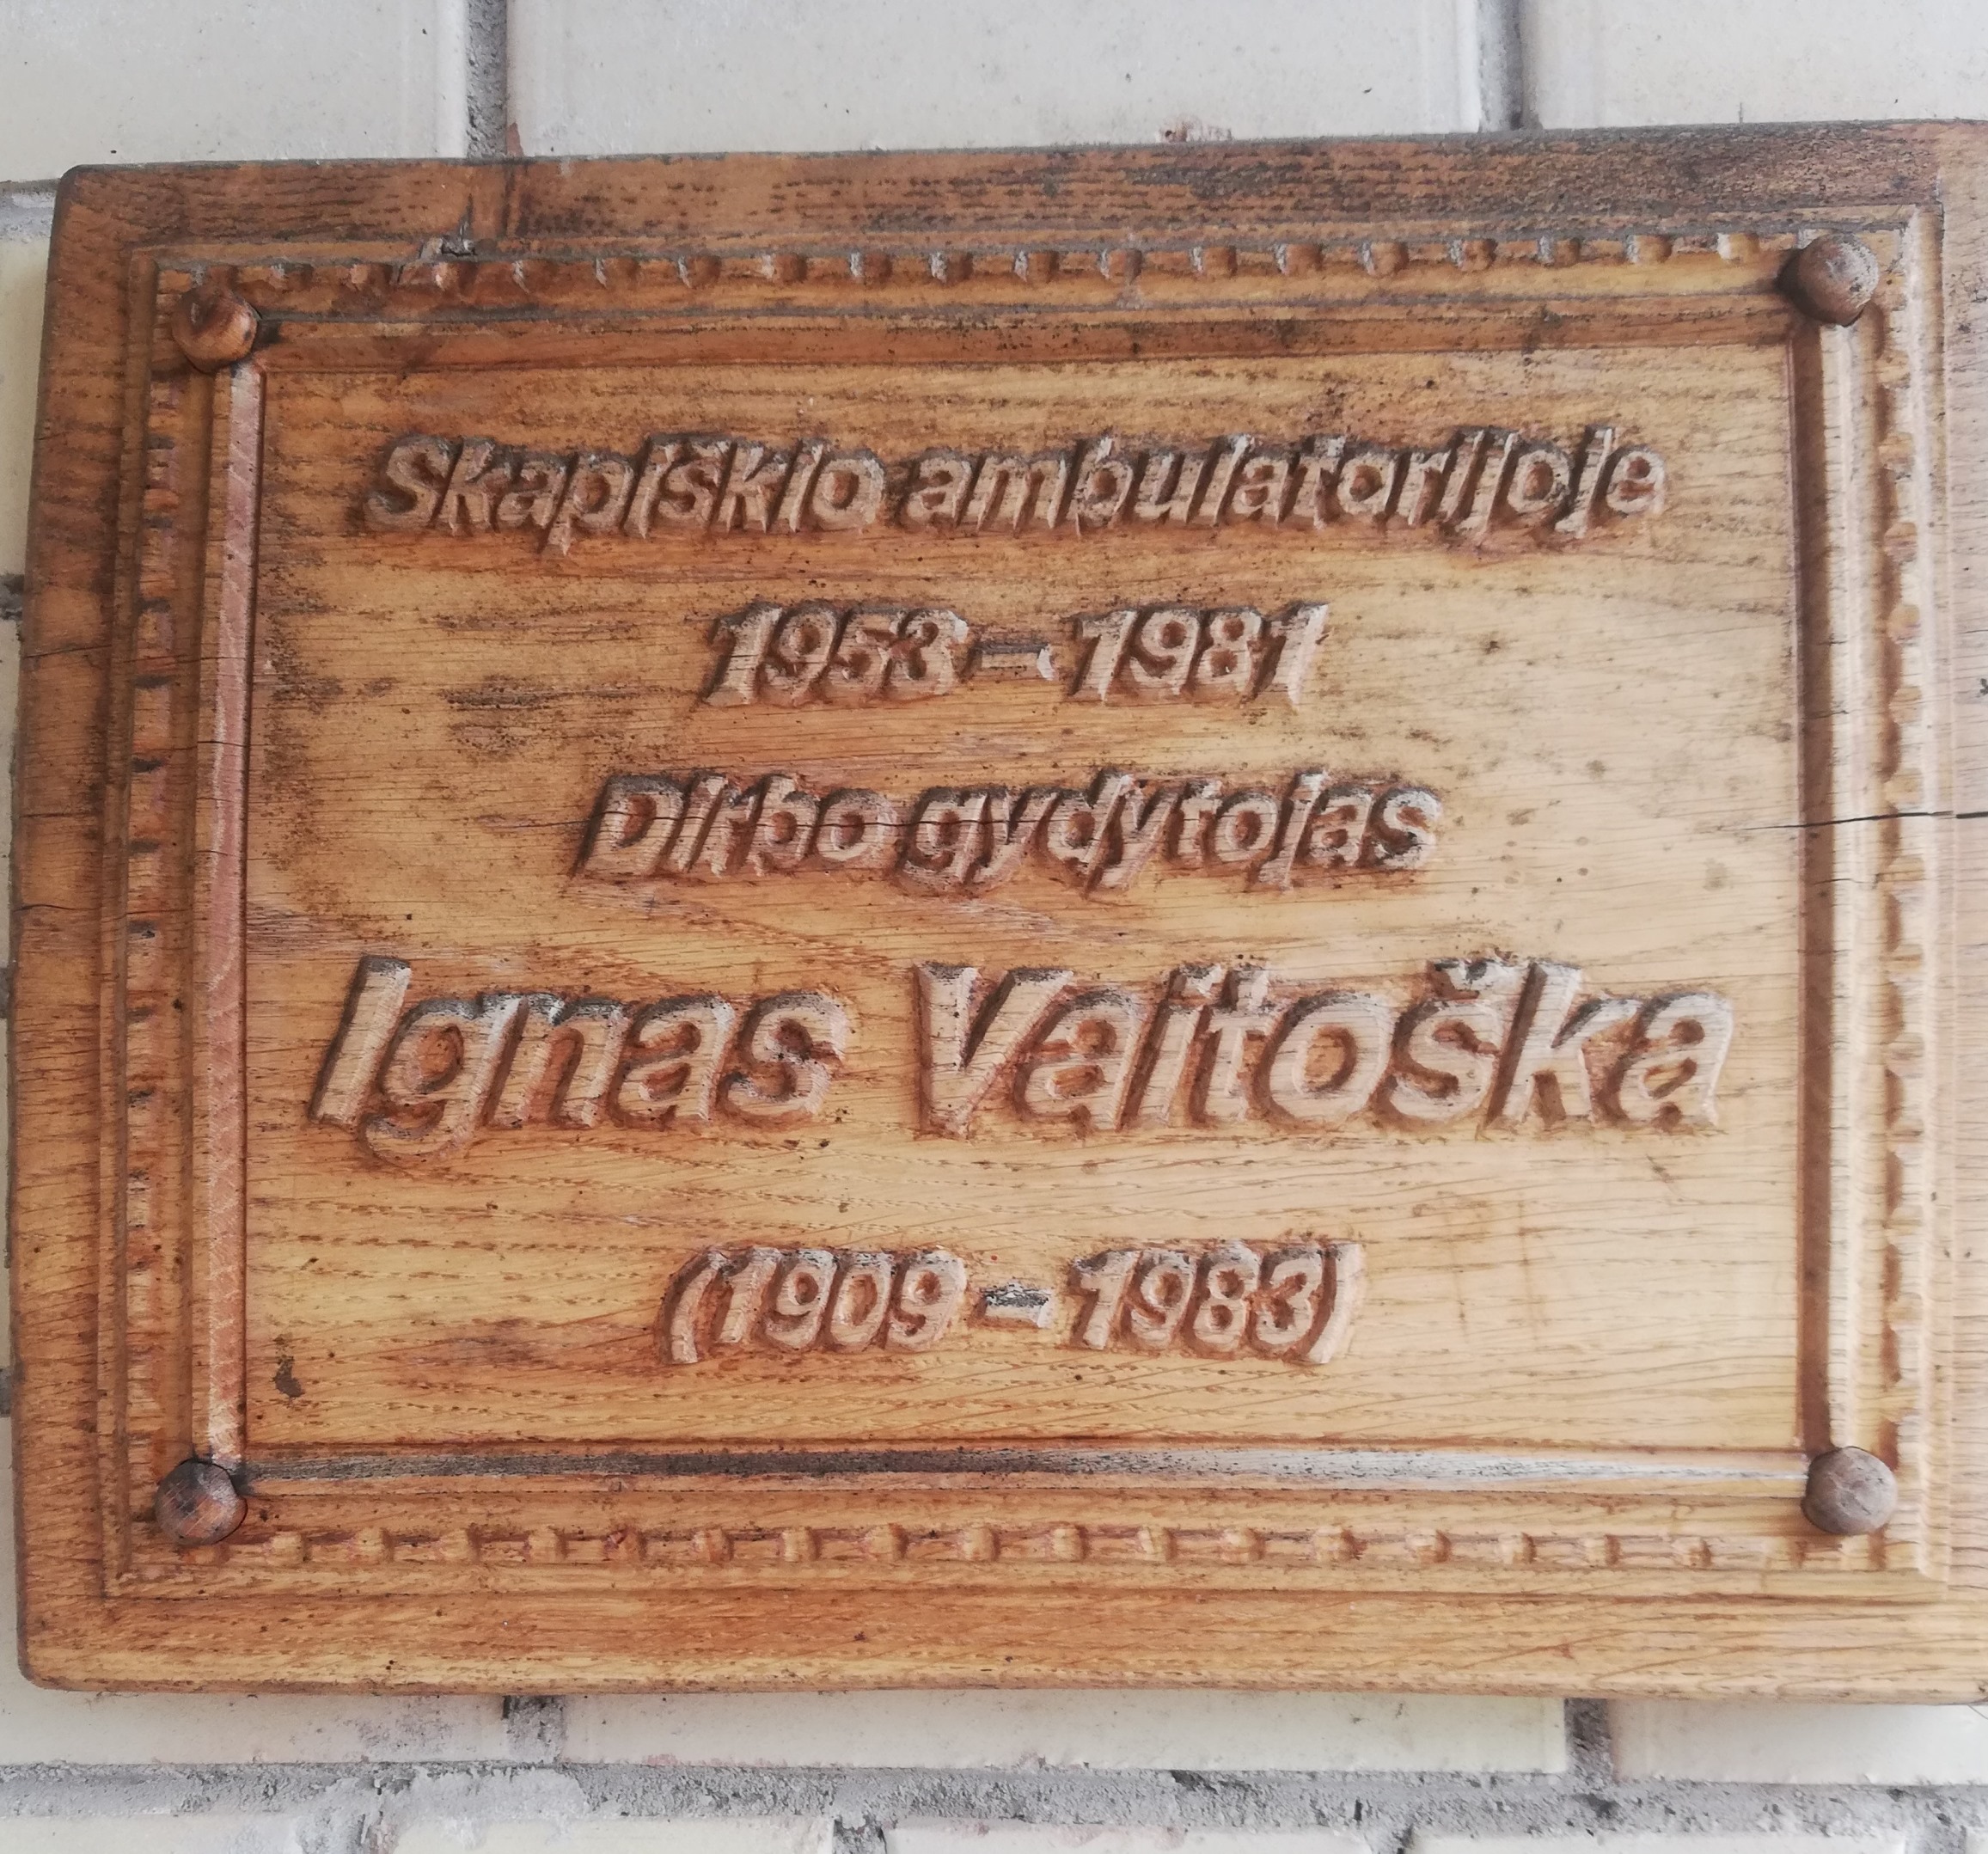 Skapiškio ambulatorijoje
1953 – 1981
Dirbo gydytojas
Ignas Vaitoška
(1909 – 1983)